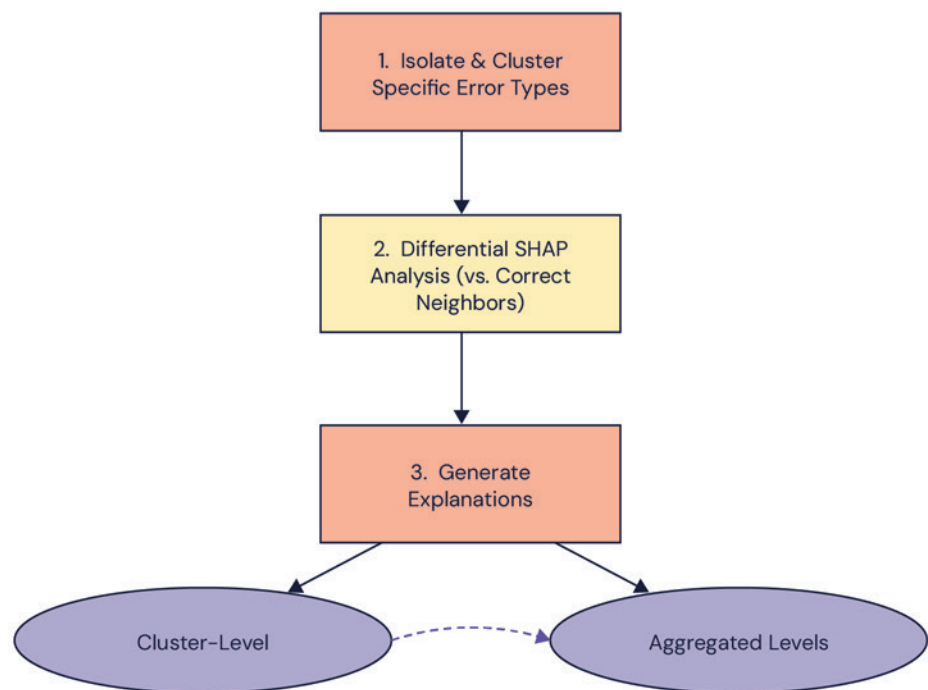 1. Isolate & Cluster
Specific Error Types
2. Differential SHAP
Analysis (vs. Correct
Neighbors)
3. Generate
Explanations
Cluster-Level
Aggregated Levels